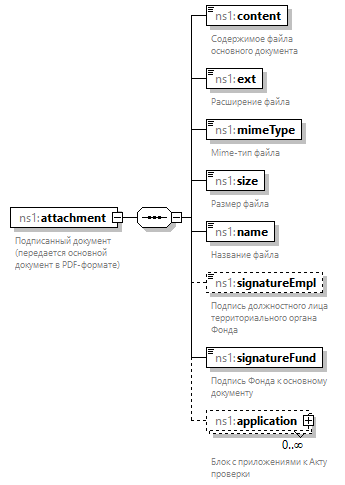 ns1:content
Содержимое файла
основного документа
ns1:ext
Расширение файла
ns1:mimeType
Mime-тип файла
ns1:size
Размер файла
ns1:attachment
Подписанный документ
(передается основной
документ в PDF-формате)
ns1:name
Название файла
ns1:signatureEmpl
Подпись должностного лица
территориального органа
Фонда
ns1:signatureFund
Подпись Фонда к основному
документу
ns1:application
0..∞
Блок с приложениями к Акту
проверки